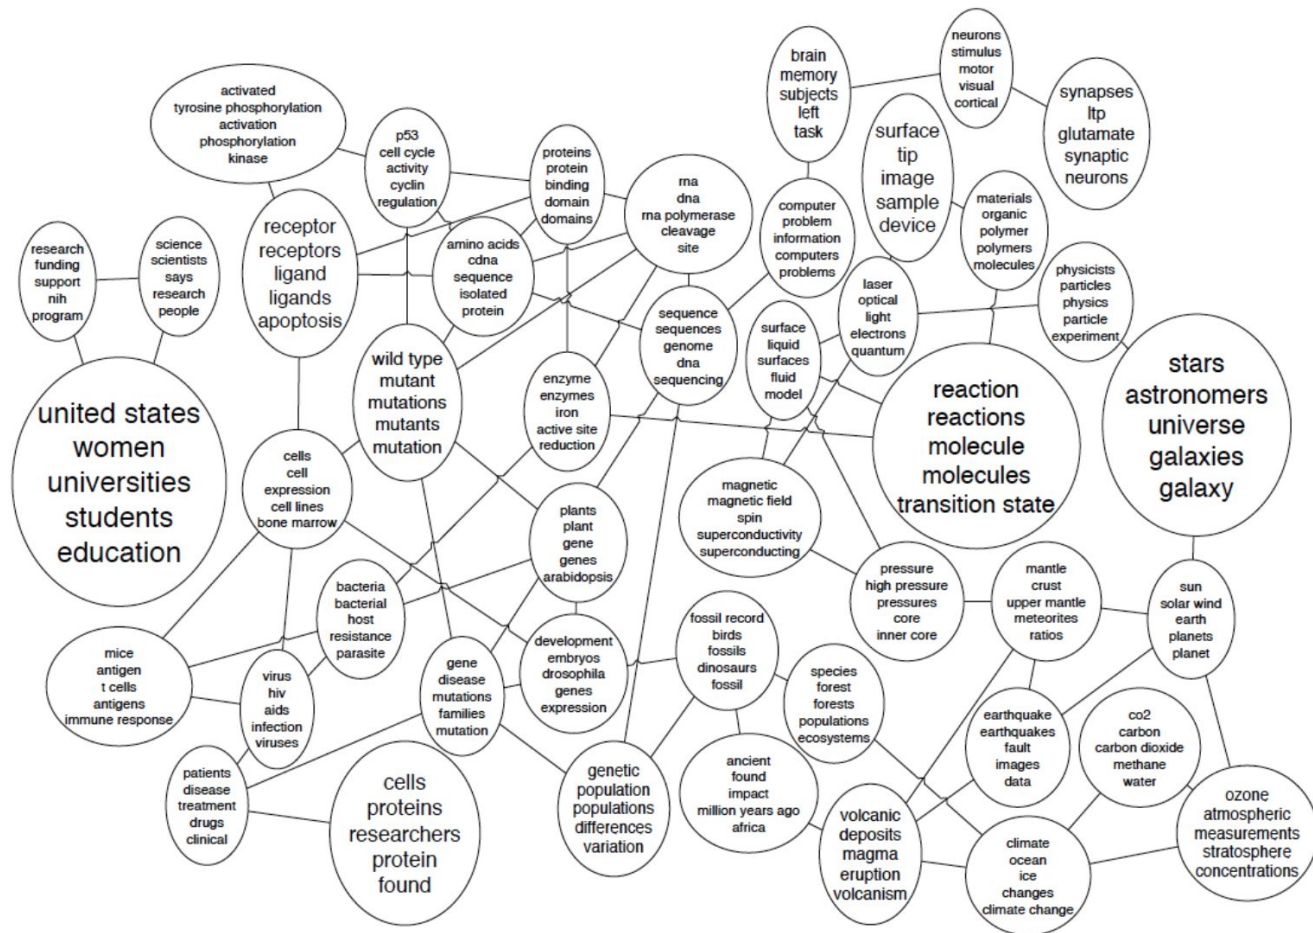 neurons
stimulus
motor
visual
cortical
brain
memory
subjects
left
task
synapses
ltp
glutamate
synaptic
neurons
activated
tyrosine phosphorylation
activation
phosphorylation
kinase
surface
tip
image
sample
device
p53
cell cycle
activity
cyclin
regulation
proteins
protein
binding
domain
domains
rna
dna
rna polymerase
cleavage
site
computer
problem
information
computers
problems
materials
organic
polymer
polymers
molecules
research
funding
support
nih
program
science
scientists
says
research
people
receptor
receptors
ligand
ligands
apoptosis
amino acids
cdna
sequence
isolated
protein
laser
optical
light
electrons
quantum
physicists
particles
physics
particle
experiment
sequence
sequences
genome
dna
sequencing
surface
liquid
surfaces
fluid
model
wild type
mutant
mutations
mutants
mutation
enzyme
enzymes
iron
active site
reduction
reaction
reactions
molecule
molecules
transition state
stars
astronomers
universe
galaxies
galaxy
united states
women
universities
students
education
cells
cell
expression
cell lines
bone marrow
magnetic
magnetic field
spin
superconductivity
superconducting
plants
plant
gene
genes
arabidopsis
pressure
high pressure
pressures
core
inner core
mantle
crust
upper mantle
meteorites
ratios
sun
solar wind
earth
planets
planet
bacteria
bacterial
host
resistance
parasite
fossil record
birds
fossils
dinosaurs
fossil
mice
antigen
t cells
antigens
immune response
virus
hiv
aids
infection
viruses
gene
disease
mutations
families
mutation
development
embryos
drosophila
genes
expression
species
forest
forests
populations
ecosystems
earthquake
earthquakes
fault
images
data
co2
carbon
carbon dioxide
methane
water
patients
disease
treatment
drugs
clinical
cells
proteins
researchers
protein
found
genetic
population
populations
differences
variation
ancient
found
impact
million years ago
africa
volcanic
deposits
magma
eruption
volcanism
climate
ocean
ice
changes
climate change
ozone
atmospheric
measurements
stratosphere
concentrations